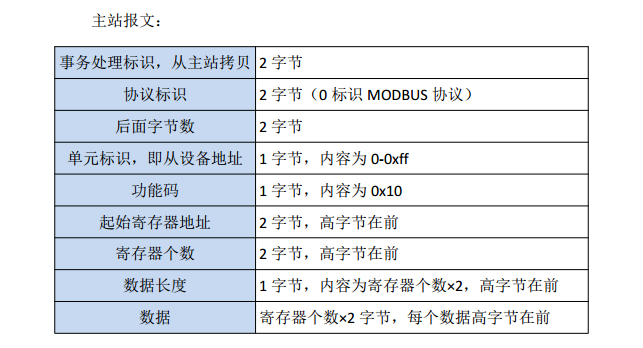 主站报文：
事务处理标识，从主站拷贝 2 字节
协议标识 2 字节（0 标识 MODBUS 协议）
后面字节数 2 字节
单元标识，即从设备地址 1 字节，内容为 0-0xff
功能码 1 字节，内容为 0x10
起始寄存器地址 2 字节，高字节在前
寄存器个数 2 字节，高字节在前
数据长度 1 字节，内容为寄存器个数×2，高字节在前
数据 寄存器个数×2 字节，每个数据高字节在前